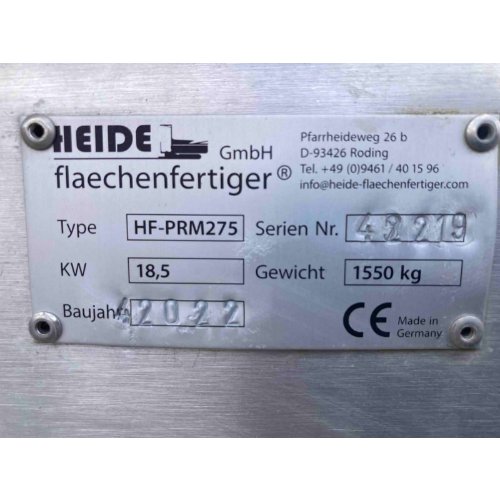 HEIDE GmbH
flaechenfertiger®
Pfarrheideweg 26 b
D-93426 Roding
Tel. +49 (0)9461 / 40 15 96
info@heide-flaechenfertiger.com
Type HF-PRM275 Serien Nr. 42219
KW 18,5 Gewicht 1550 kg
Baujahr 2022
CE Made in
Germany